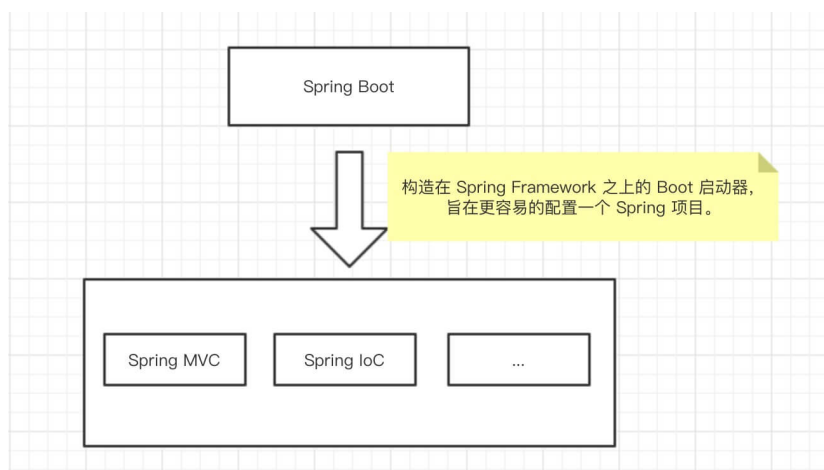 Spring Boot
构造在 Spring Framework 之上的 Boot 启动器，
旨在更容易的配置一个 Spring 项目。
Spring MVC
Spring IoC
...